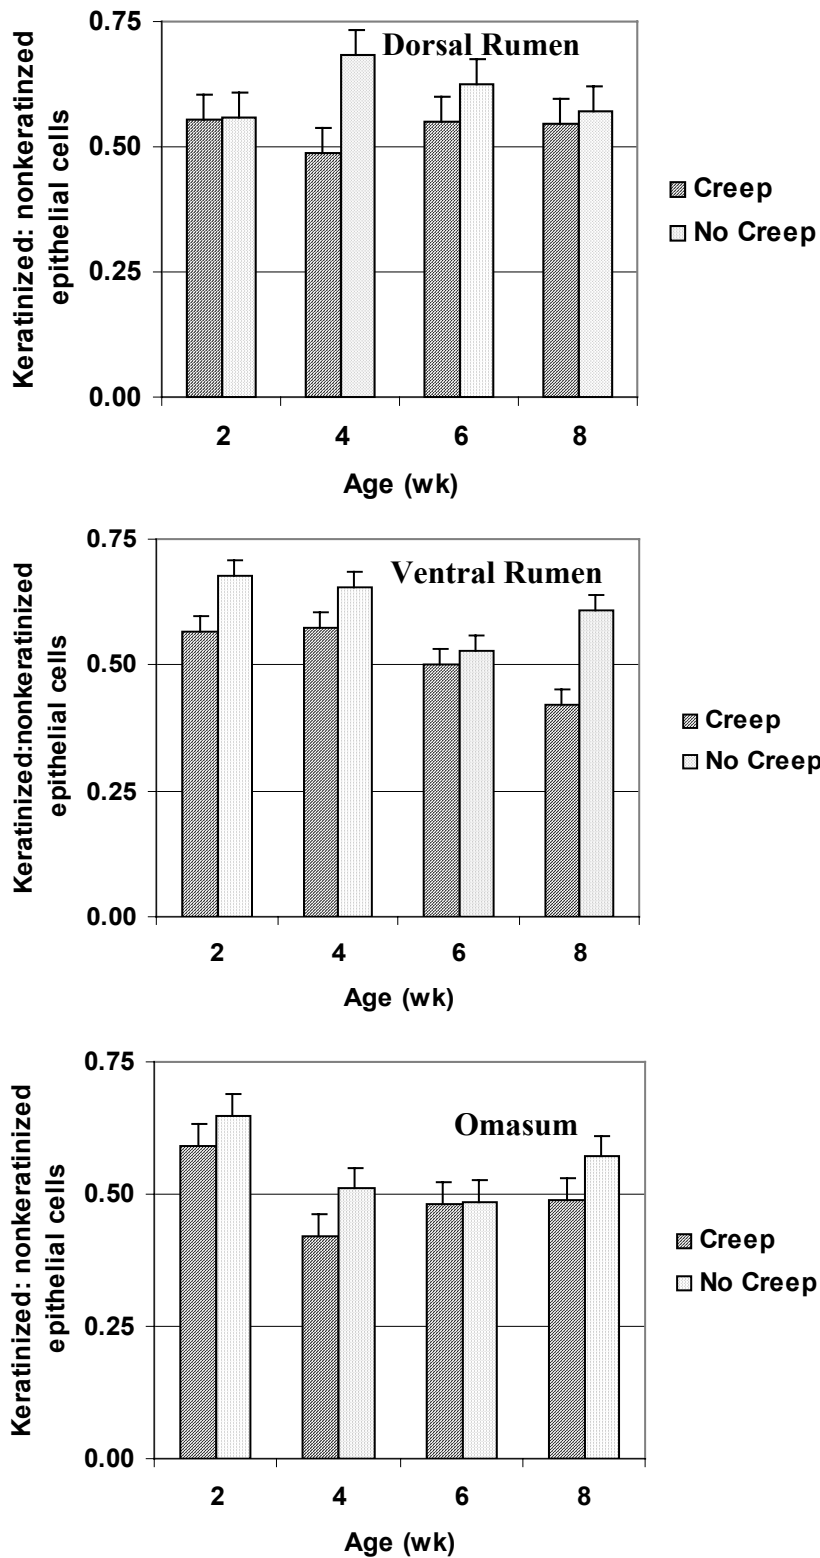 Keratinized: nonkeratinzed
epithelial cells
0.75
0.50
0.25
0.00
Dorsal Rumen
Creep
No Creep
2 4 6 8
Age (wk)
Keratinized:nonkeratinized
epithelial cells
0.75
0.50
0.25
0.00
Ventral Rumen
Creep
No Creep
2 4 6 8
Age (wk)
Keratinized: nonkeratinized
epithelial cells
0.75
0.50
0.25
0.00
Omasum
Creep
No Creep
2 4 6 8
Age (wk)